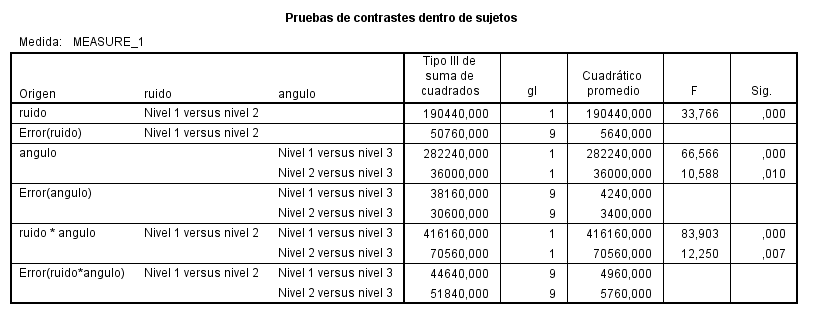 Pruebas de contrastes dentro de sujetos
Medida: MEASURE_1
Origen ruido angulo Tipo III de suma de cuadrados gl Cuadrático promedio F Sig.
ruido Nivel 1 versus nivel 2 190440,000 1 190440,000 33,766 ,000
Error(ruido) Nivel 1 versus nivel 2 50760,000 9 5640,000
angulo Nivel 1 versus nivel 3 282240,000 1 282240,000 66,566 ,000
Nivel 2 versus nivel 3 36000,000 1 36000,000 10,588 ,010
Error(angulo) Nivel 1 versus nivel 3 38160,000 9 4240,000
Nivel 2 versus nivel 3 30600,000 9 3400,000
ruido * angulo Nivel 1 versus nivel 2 Nivel 1 versus nivel 3 416160,000 1 416160,000 83,903 ,000
Nivel 2 versus nivel 3 70560,000 1 70560,000 12,250 ,007
Error(ruido*angulo) Nivel 1 versus nivel 2 Nivel 1 versus nivel 3 44640,000 9 4960,000
Nivel 2 versus nivel 3 51840,000 9 5760,000